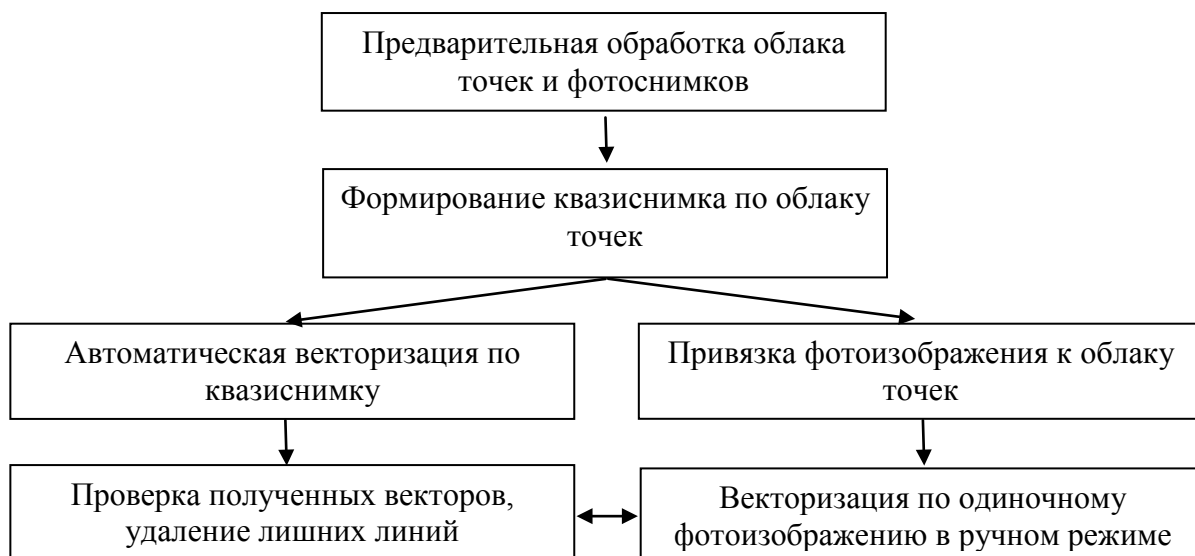 Предварительная обработка облака
точек и фотоснимков
Формирование квазиснимка по облаку
точек
Автоматическая векторизация по
квазиснимку
Привязка фотоизображения к облаку
точек
Проверка полученных векторов,
удаление лишних линий
Векторизация по одиночному
фотоизображению в ручном режиме